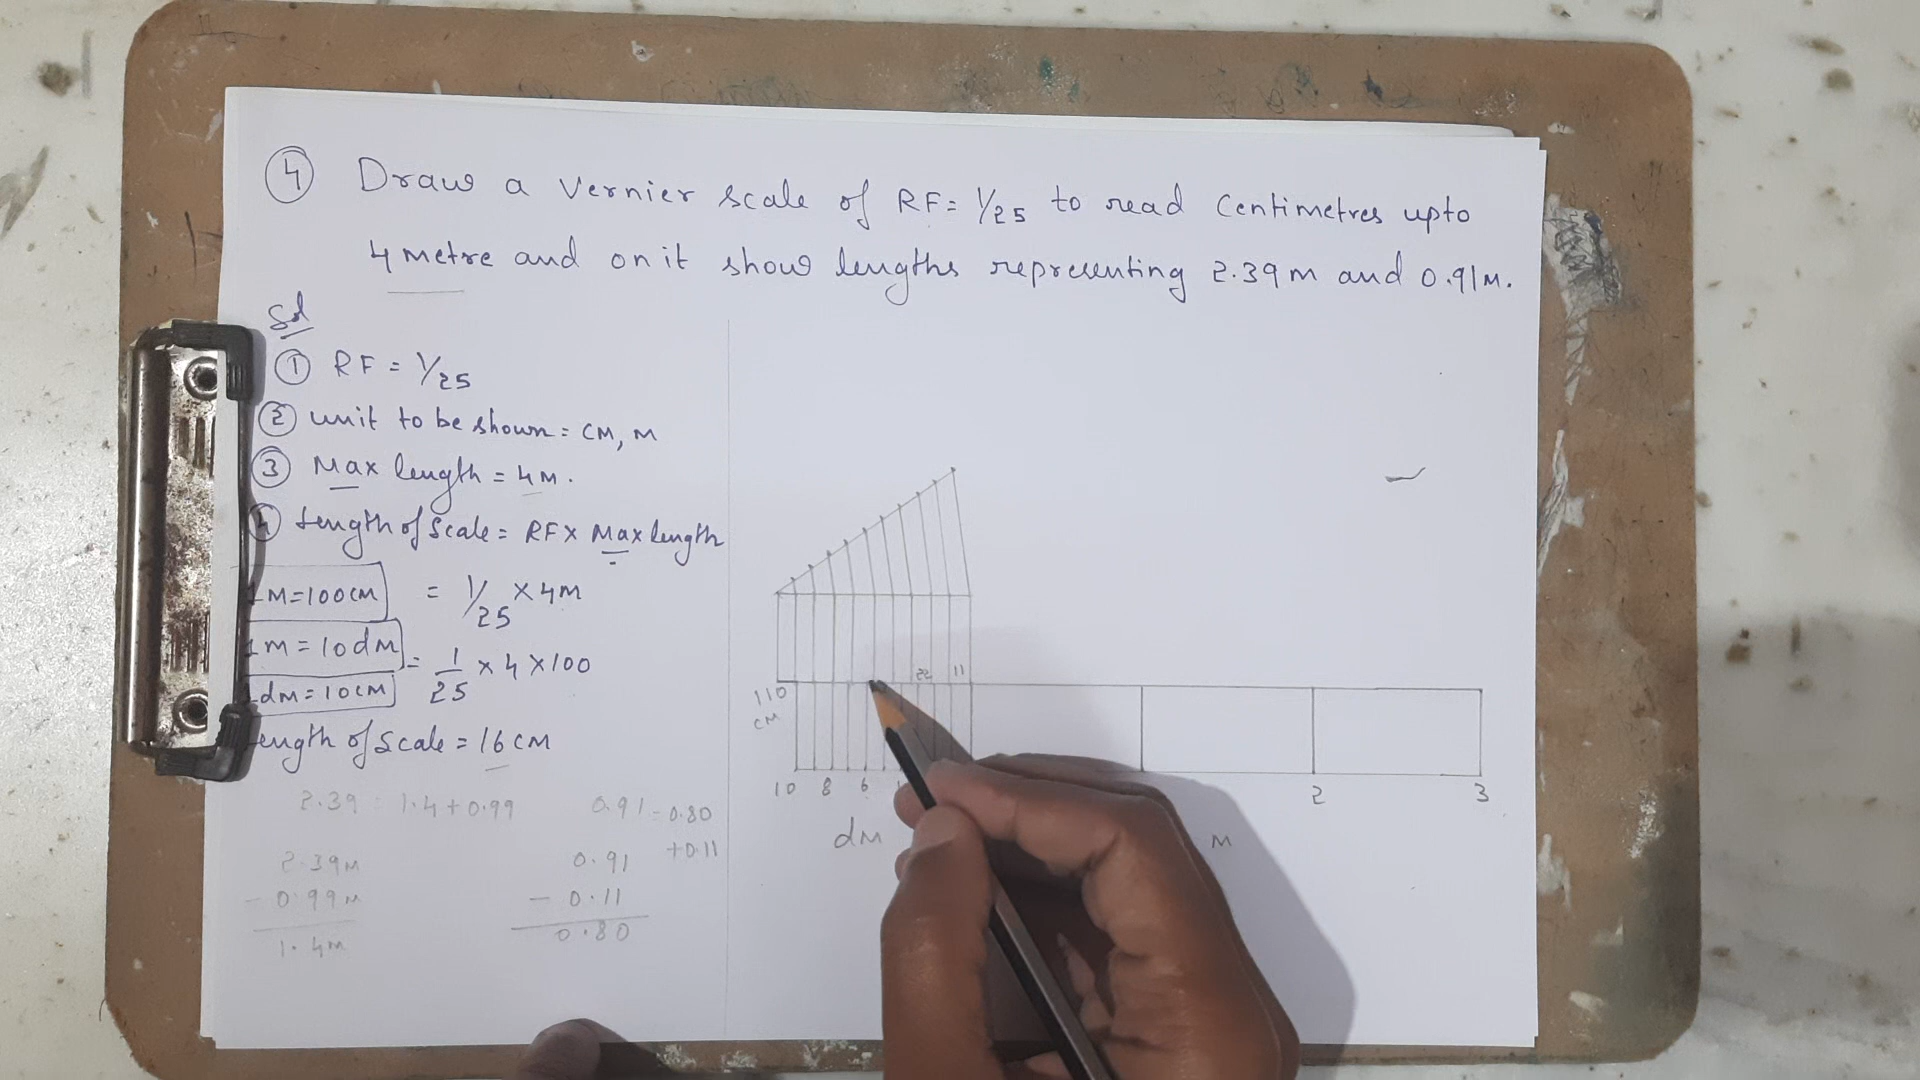 4 Draw a Vernier scale of RF= 1/25 to read Centimetres upto
4 metre and on it show lengths representing 2.39m and 0.91m.
Sol
1 RF = 1/25
2 unit to be shown = CM, M
3 Max length = 4M.
4 Length of Scale = RF x Max length
1M=100CM = 1/25 x 4M
1m=10dM = 1/25 x 4 x 100
1dM=10CM
Length of Scale = 16 CM
2.39 = 1.4+0.99
0.91 = 0.80
+0.11
2.39M
- 0.99M
1.4m
0.91
- 0.11
0.80
22 11
110
CM
10 8 6 2 3
dM M